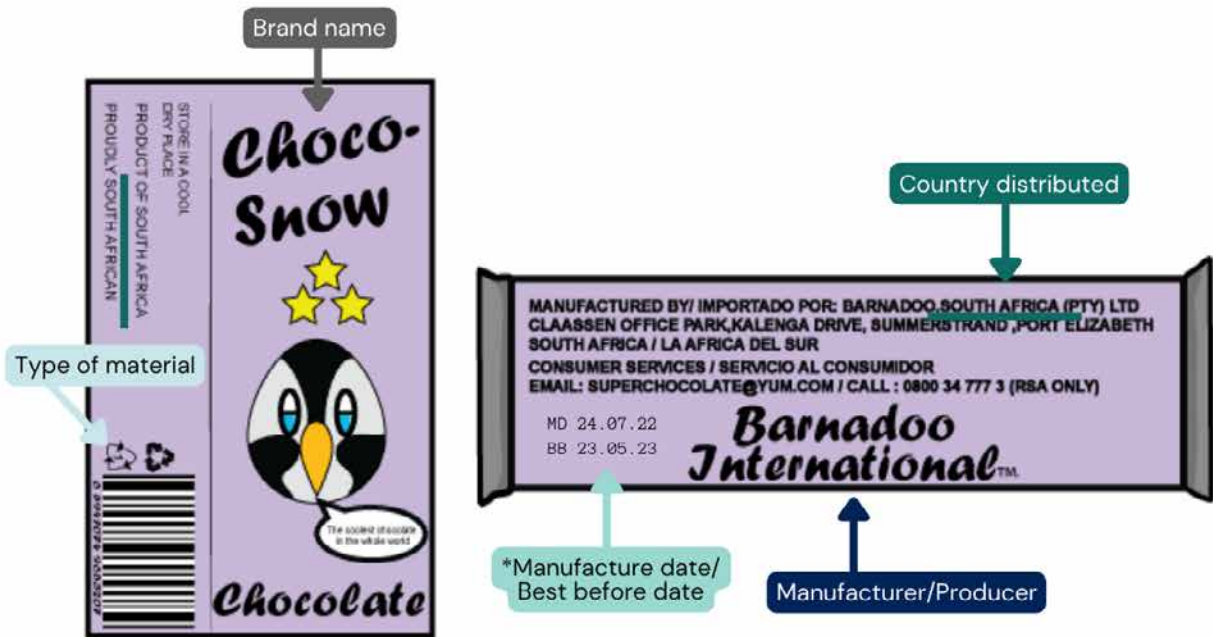 Brand name
STORE IN A COOL
DRY PLACE
PRODUCT OF SOUTH AFRICA
PROUDLY SOUTH AFRICAN
Choco-
Snow
Type of material
The coolest chocolate
in the whole world
Chocolate
Country distributed
MANUFACTURED BY/ IMPORTADO POR: BARNADOO,SOUTH AFRICA (PTY) LTD
CLAASSEN OFFICE PARK,KALENGA DRIVE, SUMMERSTRAND ,PORT ELIZABETH
SOUTH AFRICA / LA AFRICA DEL SUR
CONSUMER SERVICES / SERVICIO AL CONSUMIDOR
EMAIL: SUPERCHOCOLATE@YUM.COM / CALL : 0800 34 777 3 (RSA ONLY)
MD 24.07.22
BB 23.05.23
Barnadoo
International TM.
*Manufacture date/
Best before date
Manufacturer/Producer